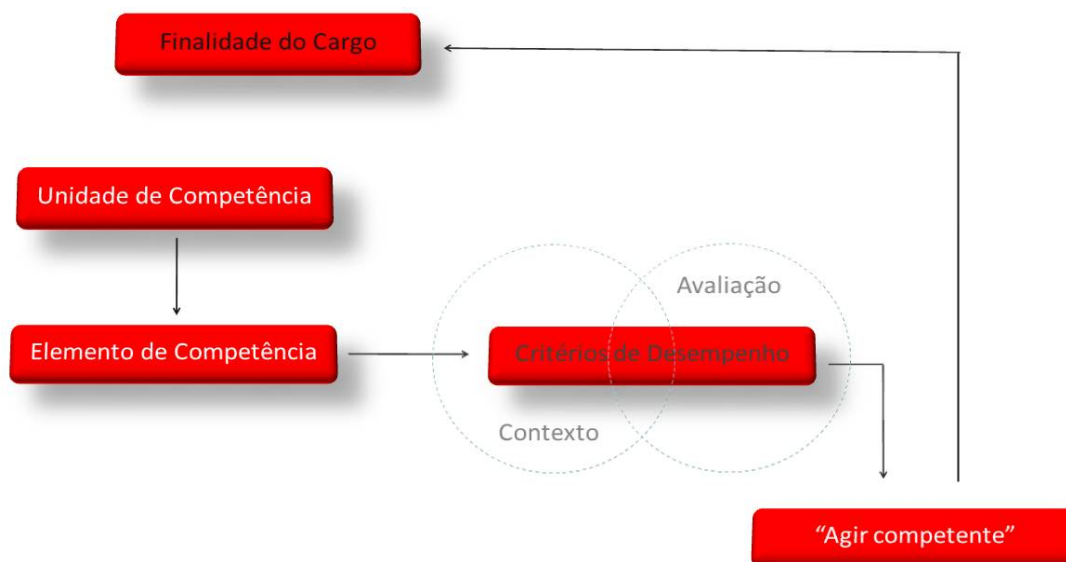 Finalidade do Cargo
Unidade de Competência
Avaliação
Elemento de Competência
Critérios de Desempenho
Contexto
“Agir competente”